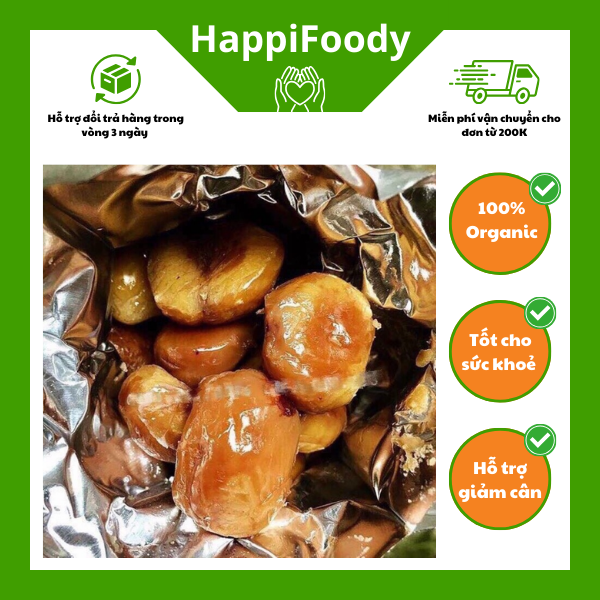 HappiFoody
Hỗ trợ đổi trả hàng trong
vòng 3 ngày
Miễn phí vận chuyển cho
đơn từ 200K
100%
Organic
Tốt cho
sức khoẻ
Hỗ trợ
giảm cân